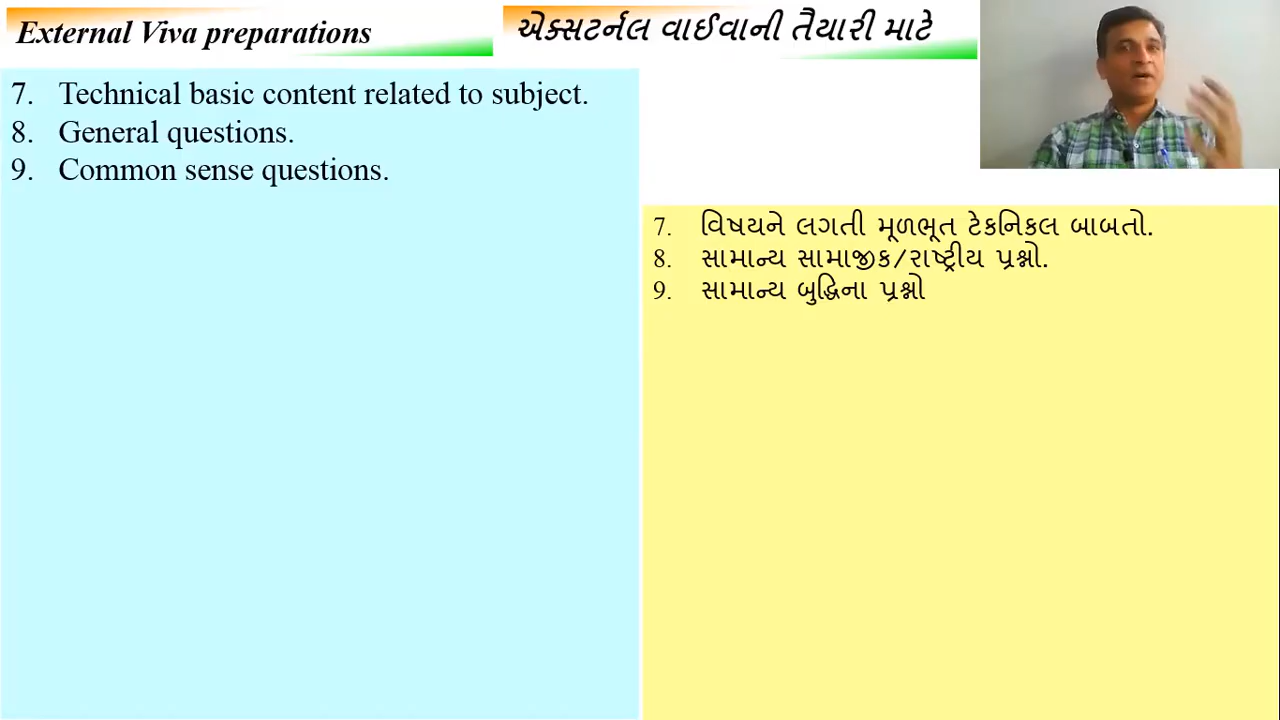 External Viva preparations
એક્સટર્નલ વાઈવાની તૈયારી માટે
7. Technical basic content related to subject.
8. General questions.
9. Common sense questions.
7. વિષયને લગતી મૂળભૂત ટેકનિકલ બાબતો.
8. સામાન્ય સામાજીક/રાષ્ટ્રીય પ્રશ્નો.
9. સામાન્ય બુદ્ધિના પ્રશ્નો